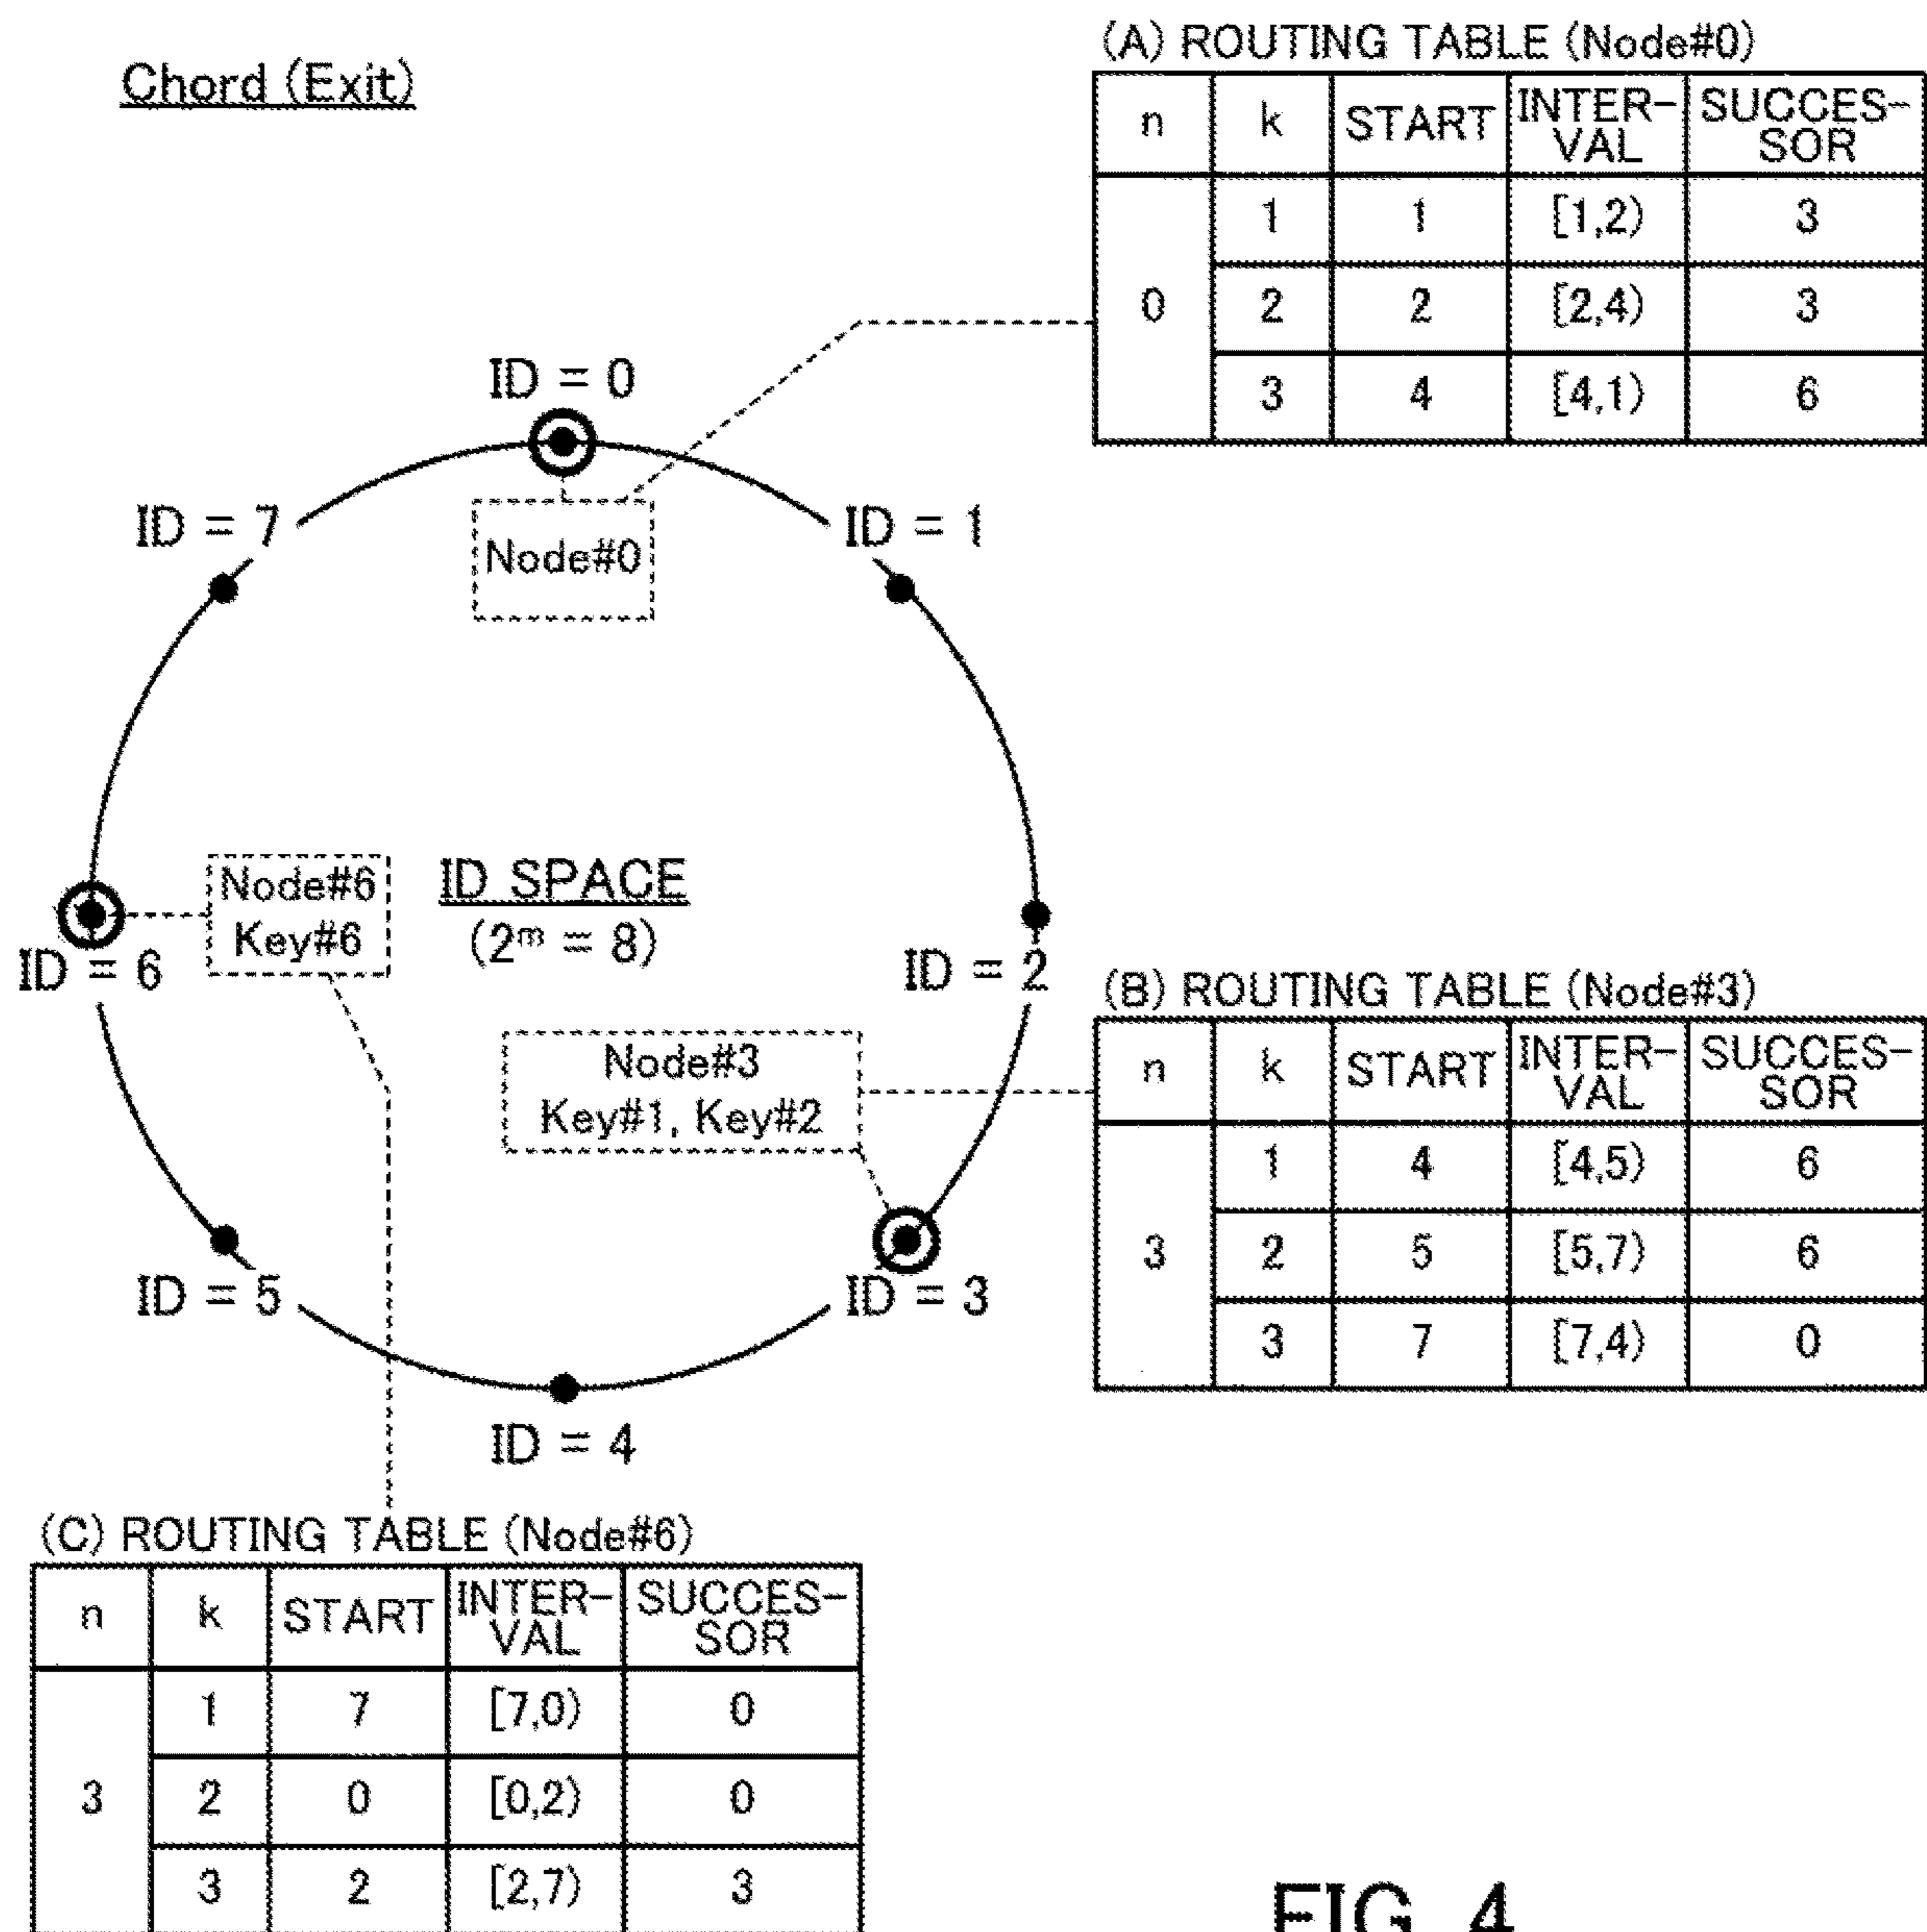 Chord (Exit)
(A) ROUTING TABLE (Node#0)
n k START INTER-VAL SUCCES-SOR
0
1 1 [1,2) 3
2 2 [2,4) 3
3 4 [4,1) 6
ID = 0
ID = 7
Node#0
ID = 1
ID SPACE
(2ᵐ = 8)
Node#6
Key#6
ID = 6
ID = 2
Node#3
Key#1, Key#2
ID = 5
ID = 3
ID = 4
(B) ROUTING TABLE (Node#3)
n k START INTER-VAL SUCCES-SOR
3
1 4 [4,5) 6
2 5 [5,7) 6
3 7 [7,4) 0
(C) ROUTING TABLE (Node#6)
n k START INTER-VAL SUCCES-SOR
3
1 7 [7,0) 0
2 0 [0,2) 0
3 2 [2,7) 3
FIG. 4